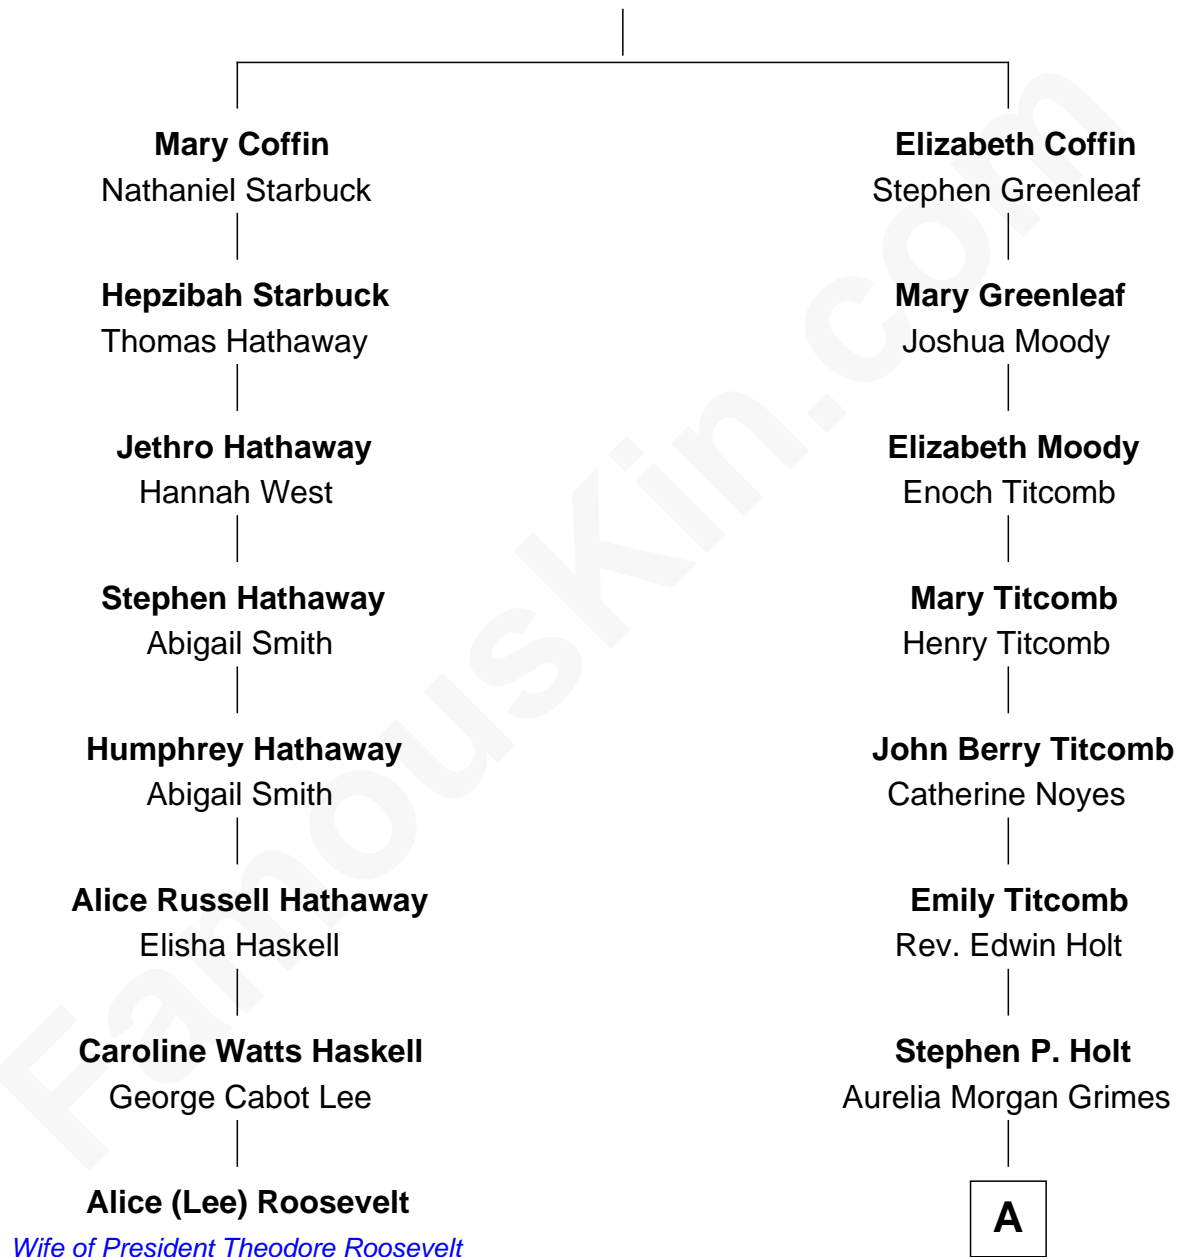 Mary Coffin
Nathaniel Starbuck
Elizabeth Coffin
Stephen Greenleaf
Hepzibah Starbuck
Thomas Hathaway
Mary Greenleaf
Joshua Moody
Jethro Hathaway
Hannah West
Elizabeth Moody
Enoch Titcomb
Stephen Hathaway
Abigail Smith
Mary Titcomb
Henry Titcomb
Humphrey Hathaway
Abigail Smith
John Berry Titcomb
Catherine Noyes
Alice Russell Hathaway
Elisha Haskell
Emily Titcomb
Rev. Edwin Holt
Caroline Watts Haskell
George Cabot Lee
Stephen P. Holt
Aurelia Morgan Grimes
Alice (Lee) Roosevelt
Wife of President Theodore Roosevelt
A
FamousKin.com